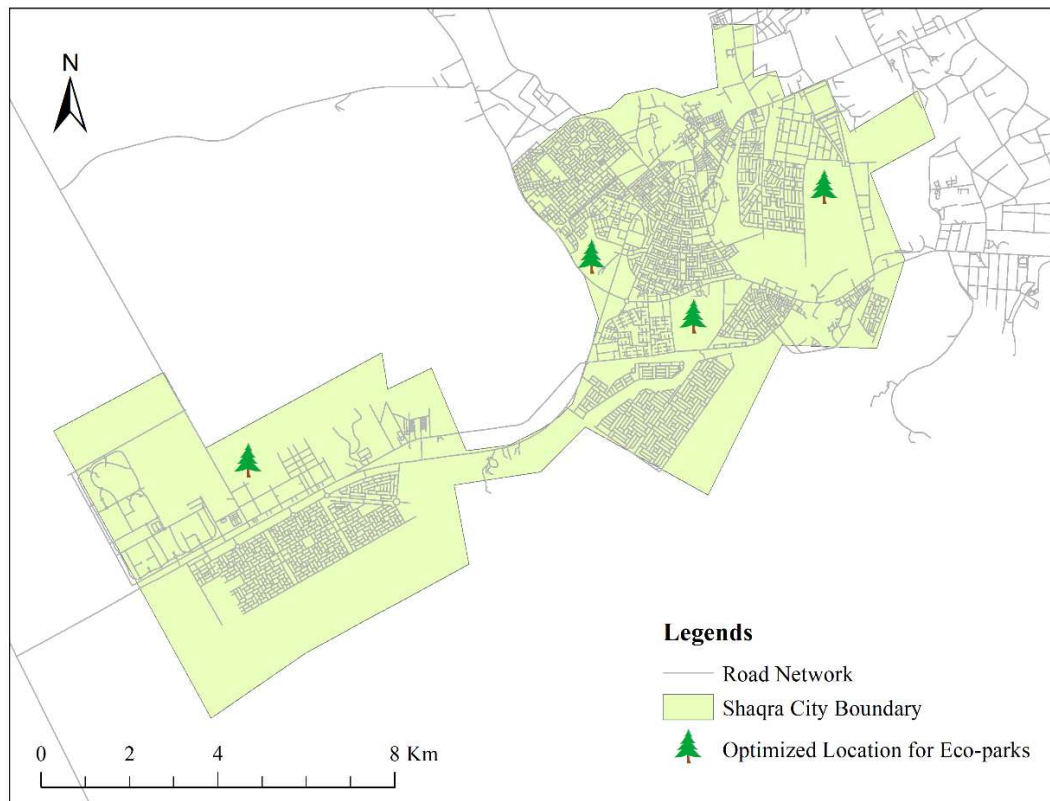 N
Legends
Road Network
Shaqra City Boundary
Optimized Location for Eco-parks
0 2 4 8 Km